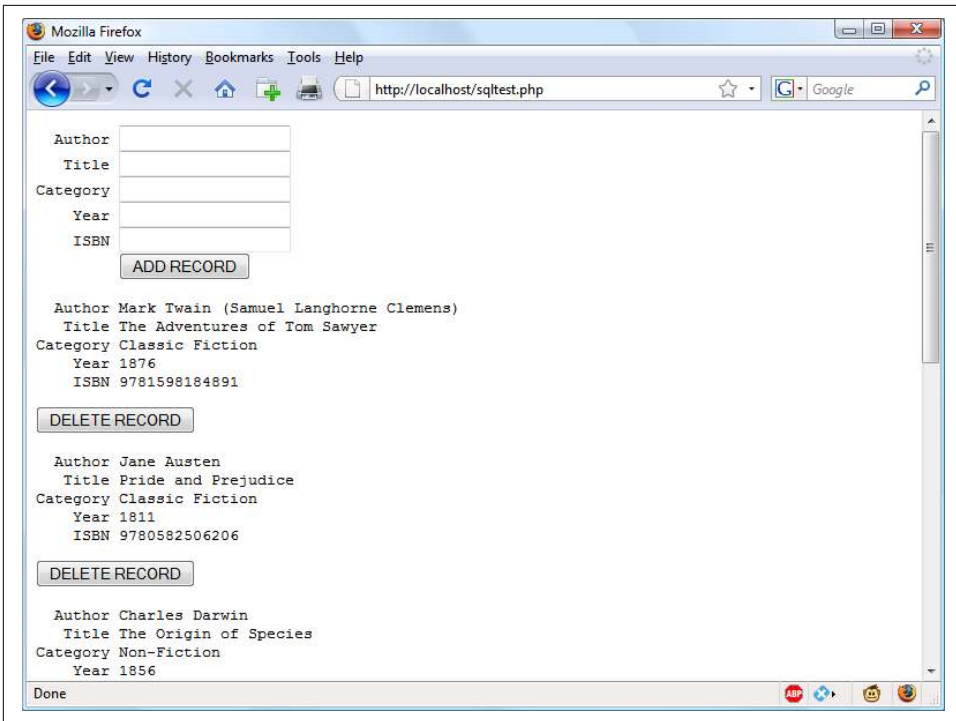 Mozilla Firefox
File Edit View History Bookmarks Tools Help
http://localhost/sqltest.php
G Google
Author
Title
Category
Year
ISBN
ADD RECORD
Author Mark Twain (Samuel Langhorne Clemens)
Title The Adventures of Tom Sawyer
Category Classic Fiction
Year 1876
ISBN 9781598184891
DELETE RECORD
Author Jane Austen
Title Pride and Prejudice
Category Classic Fiction
Year 1811
ISBN 9780582506206
DELETE RECORD
Author Charles Darwin
Title The Origin of Species
Category Non-Fiction
Year 1856
Done
ABP